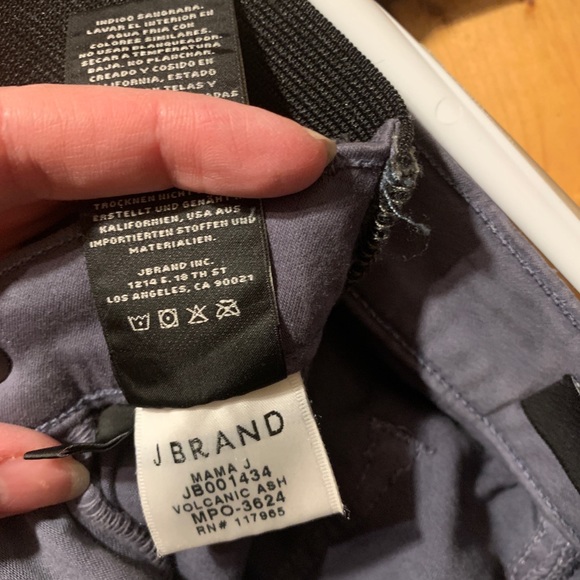 INDIGO SANGRARA.
LAVAR EL INTERIOR EN
AGUA FRIA CON
COLORES SIMILARES.
NO USAR BLANQUEADOR.
SECAR A TEMPERATURA
BAJA. NO PLANCHAR.
CREADO Y COSIDO EN
CALIFORNIA, ESTADO
TELAS Y
TROCKNEN NICHT
ERSTELLT UND GENÄHT
KALIFORNIEN, USA AUS
IMPORTIERTEN STOFFEN UND
MATERIALIEN.
JBRAND INC.
1214 E. 18 TH ST
LOS ANGELES, CA 90021
J BRAND
MAMA J
JB001434
VOLCANIC ASH
MPO-3624
RN# 117965